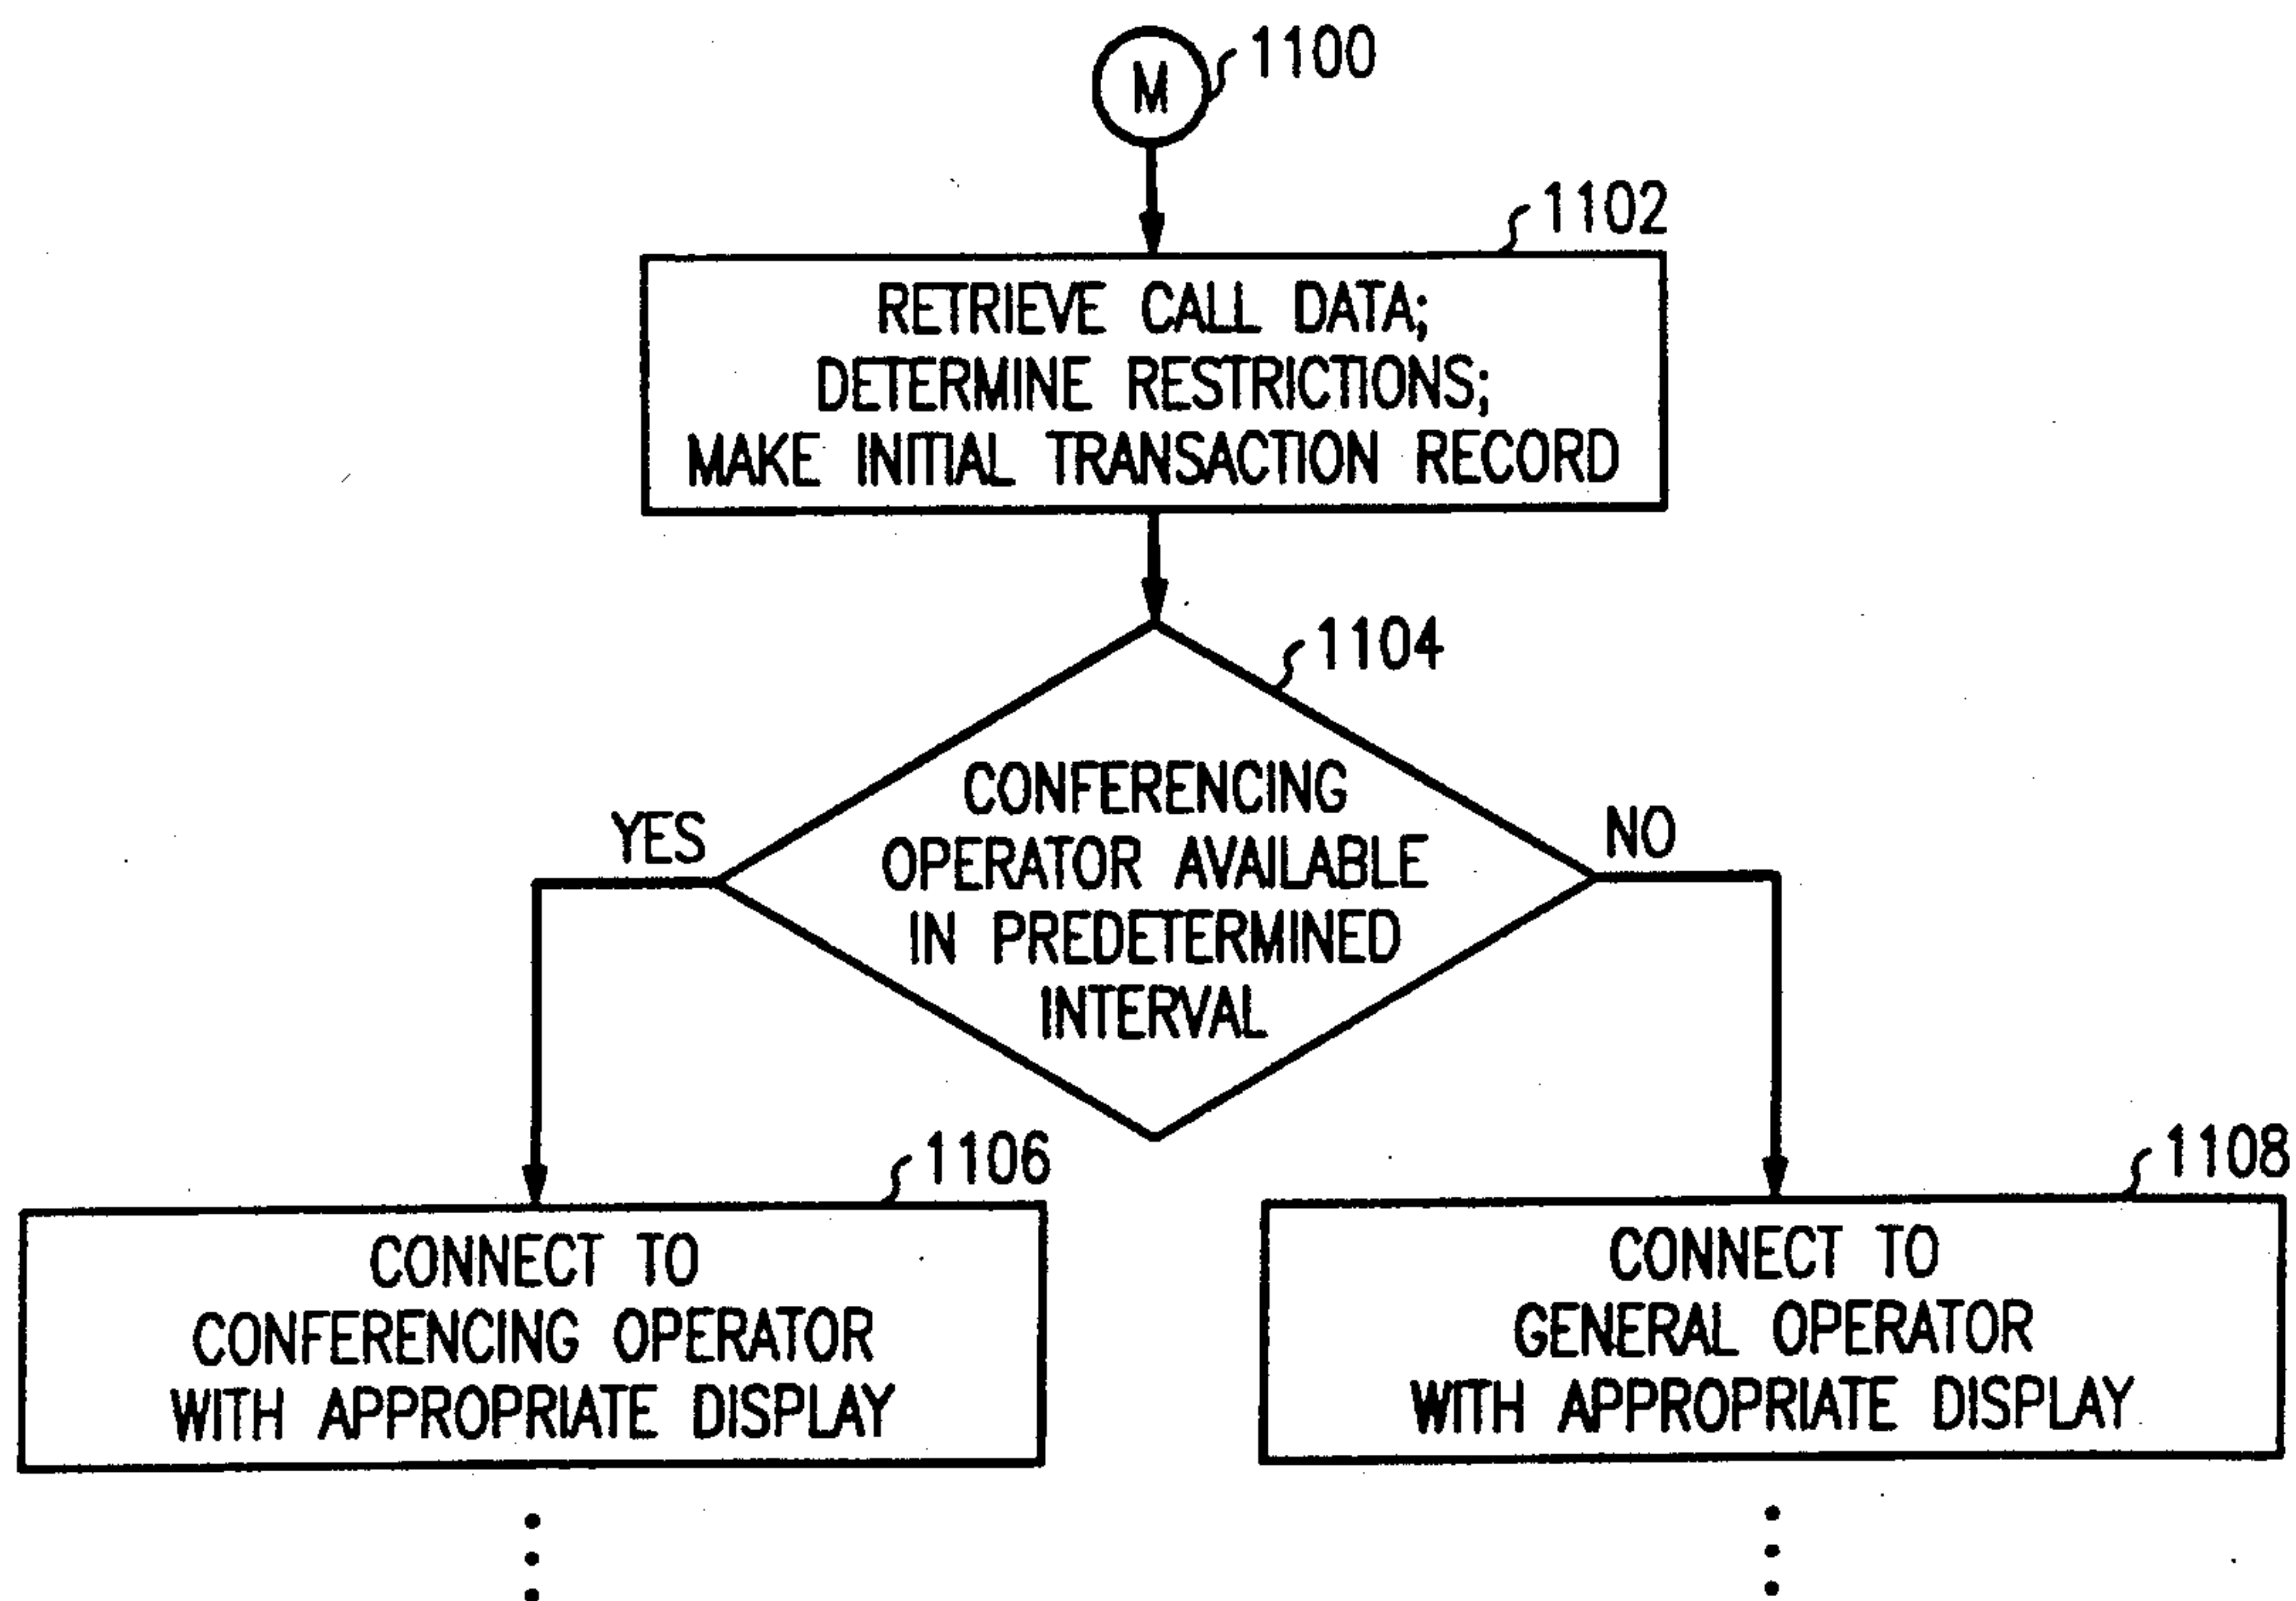 M
1100
1102
RETRIEVE CALL DATA;
DETERMINE RESTRICTIONS;
MAKE INITIAL TRANSACTION RECORD
1104
CONFERENCING
OPERATOR AVAILABLE
IN PREDETERMINED
INTERVAL
YES
NO
1106
CONNECT TO
CONFERENCING OPERATOR
WITH APPROPRIATE DISPLAY
1108
CONNECT TO
GENERAL OPERATOR
WITH APPROPRIATE DISPLAY